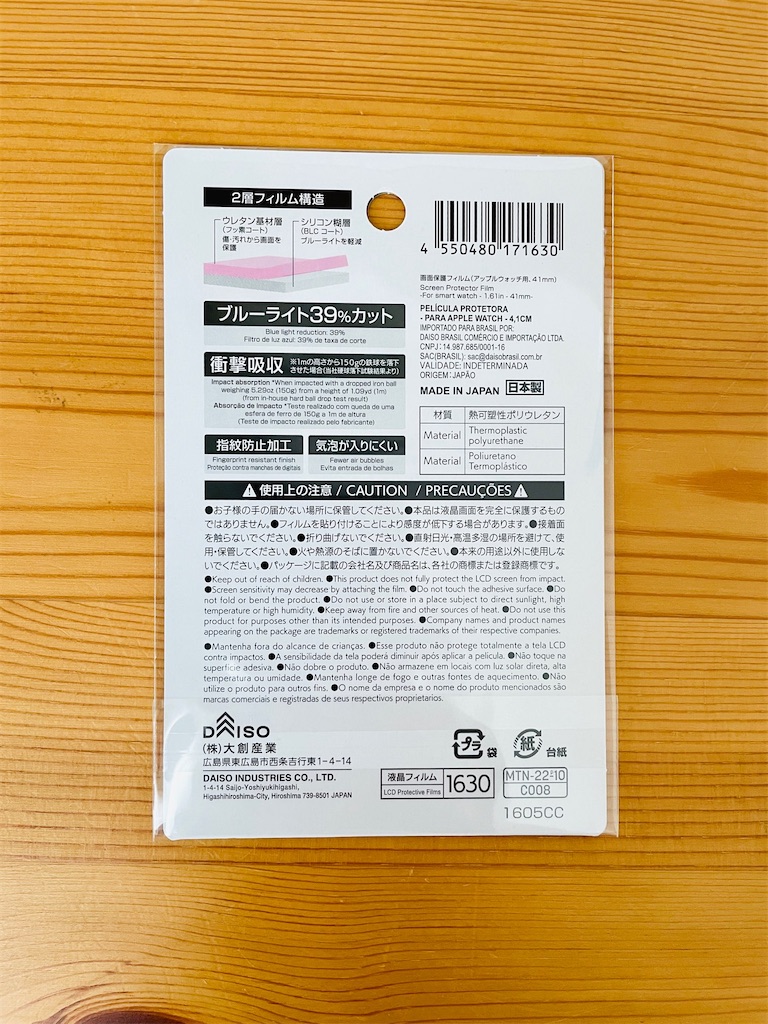 2層フィルム構造
ウレタン基材層
(フッ素コート)
傷・汚れから画面を
保護
シリコン糊層
(BLC コート)
ブルーライトを軽減
ブルーライト39%カット
Blue light reduction: 39%
Filtro de luz azul: 39% de taxa de corte
衝撃吸収
※1mの高さから150gの鉄球を落下
させた場合(当社硬球落下試験結果より)
Impact absorption *When impacted with a dropped iron ball
weighing 5.29oz (150g) from a height of 1.09yd (1m)
(from in-house hard ball drop test result)
Absorção de impacto *Teste realizado com queda de uma
esfera de ferro de 150g a 1m de altura
(Teste de impacto realizado pelo fabricante)
指紋防止加工
Fingerprint resistant finish
Proteção contra manchas de digitais
気泡が入りにくい
Fewer air bubbles
Evita entrada de bolhas
4 550480 171630
画面保護フィルム(アップルウォッチ用、41mm)
Screen Protector Film
-For smart watch - 1.61in - 41mm-
PELÍCULA PROTETORA
- PARA APPLE WATCH - 4,1CM
IMPORTADO PARA BRASIL POR:
DAISO BRASIL COMÉRCIO E IMPORTAÇÃO LTDA.
CNPJ: 14.987.685/0001-16
SAC(BRASIL): sac@daisobrasil.com.br
VALIDADE: INDETERMINADA
ORIGEM: JAPÃO
MADE IN JAPAN 日本製
材質 熱可塑性ポリウレタン
Material Thermoplastic
polyurethane
Material Poliuretano
Termoplástico
使用上の注意 / CAUTION / PRECAUÇÕES
●お子様の手の届かない場所に保管してください。●本品は液晶画面を完全に保護するもの
ではありません。●フィルムを貼り付けることにより感度が低下する場合があります。●接着面
を触らないでください。●折り曲げないでください。●直射日光・高温多湿の場所を避けて、使
用・保管してください。●火や熱源のそばに置かないでください。●本来の用途以外に使用しな
いでください。●パッケージに記載の会社名及び商品名は、各社の商標または登録商標です。
●Keep out of reach of children. ●This product does not fully protect the LCD screen from impact.
●Screen sensitivity may decrease by attaching the film. ●Do not touch the adhesive surface. ●Do
not fold or bend the product. ●Do not use or store in a place subject to direct sunlight, high
temperature or high humidity. ●Keep away from fire and other sources of heat. ●Do not use this
product for purposes other than its intended purposes. ●Company names and product names
appearing on the package are trademarks or registered trademarks of their respective companies.
●Mantenha fora do alcance de crianças. ●Esse produto não protege totalmente a tela LCD
contra impactos. ●A sensibilidade da tela poderá diminuir após aplicar a película. ●Não toque na
superfície adesiva. ●Não dobre o produto. ●Não armazene em locais com luz solar direta, alta
temperatura ou umidade. ●Mantenha longe de fogo e outras fontes de aquecimento. ●Não
utilize o produto para outros fins. ●O nome da empresa e o nome do produto mencionados são
marcas comerciais e registradas de seus respectivos proprietarios.
DAISO
(株)大創産業
広島県東広島市西条吉行東1-4-14
DAISO INDUSTRIES CO., LTD.
1-4-14 Saijo-Yoshiyukihigashi,
Higashihiroshima-City, Hiroshima 739-8501 JAPAN
プラ 袋
紙 台紙
液晶フィルム
LCD Protective Films
1630
MTN-22
10
C008
1605CC